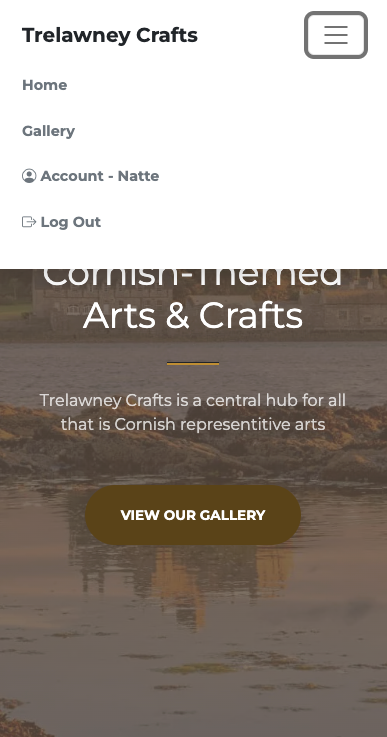 Trelawney Crafts
Home
Gallery
Account - Natte
Log Out
Cornish-Themed
Arts & Crafts
Trelawney Crafts is a central hub for all
that is Cornish representitive arts
VIEW OUR GALLERY